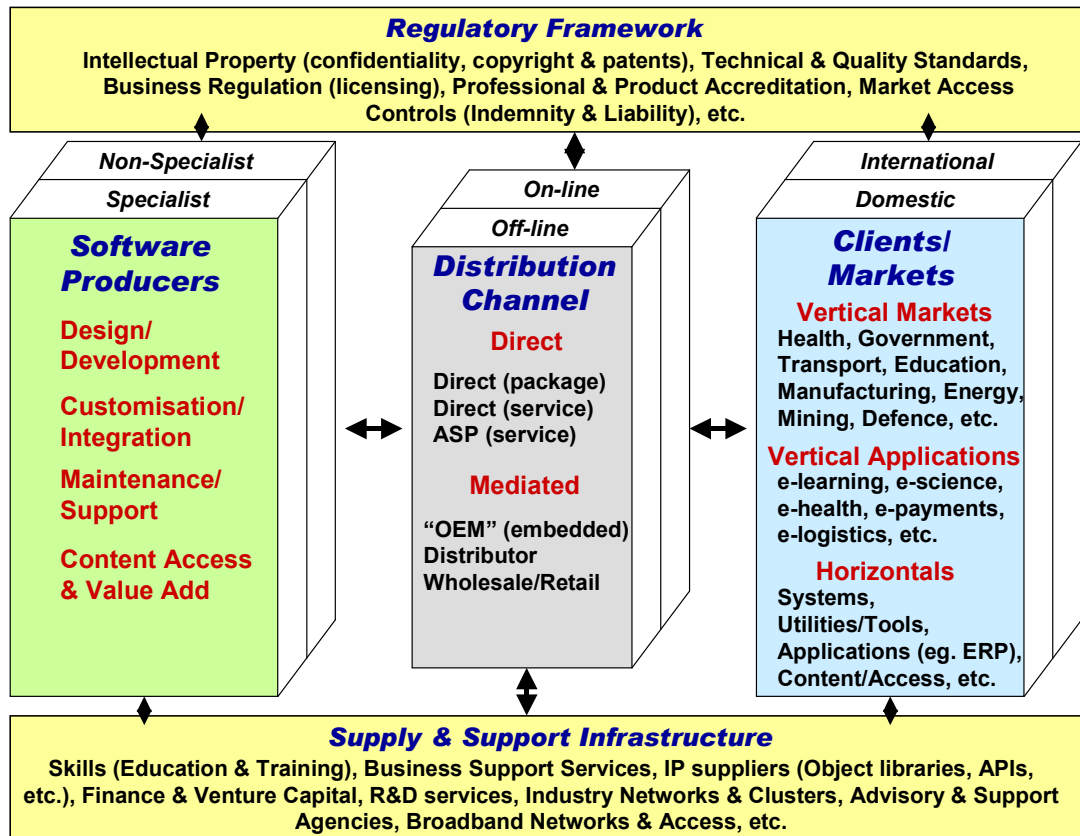 Regulatory Framework
Intellectual Property (confidentiality, copyright & patents), Technical & Quality Standards,
Business Regulation (licensing), Professional & Product Accreditation, Market Access
Controls (Indemnity & Liability), etc.
Non-Specialist
Specialist
Software
Producers
Design/
Development
Customisation/
Integration
Maintenance/
Support
Content Access
& Value Add
On-line
Off-line
Distribution
Channel
Direct
Direct (package)
Direct (service)
ASP (service)
Mediated
“OEM” (embedded)
Distributor
Wholesale/Retail
International
Domestic
Clients/
Markets
Vertical Markets
Health, Government,
Transport, Education,
Manufacturing, Energy,
Mining, Defence, etc.
Vertical Applications
e-learning, e-science,
e-health, e-payments,
e-logistics, etc.
Horizontals
Systems,
Utilities/Tools,
Applications (eg. ERP),
Content/Access, etc.
Supply & Support Infrastructure
Skills (Education & Training), Business Support Services, IP suppliers (Object libraries, APIs,
etc.), Finance & Venture Capital, R&D services, Industry Networks & Clusters, Advisory & Support
Agencies, Broadband Networks & Access, etc.